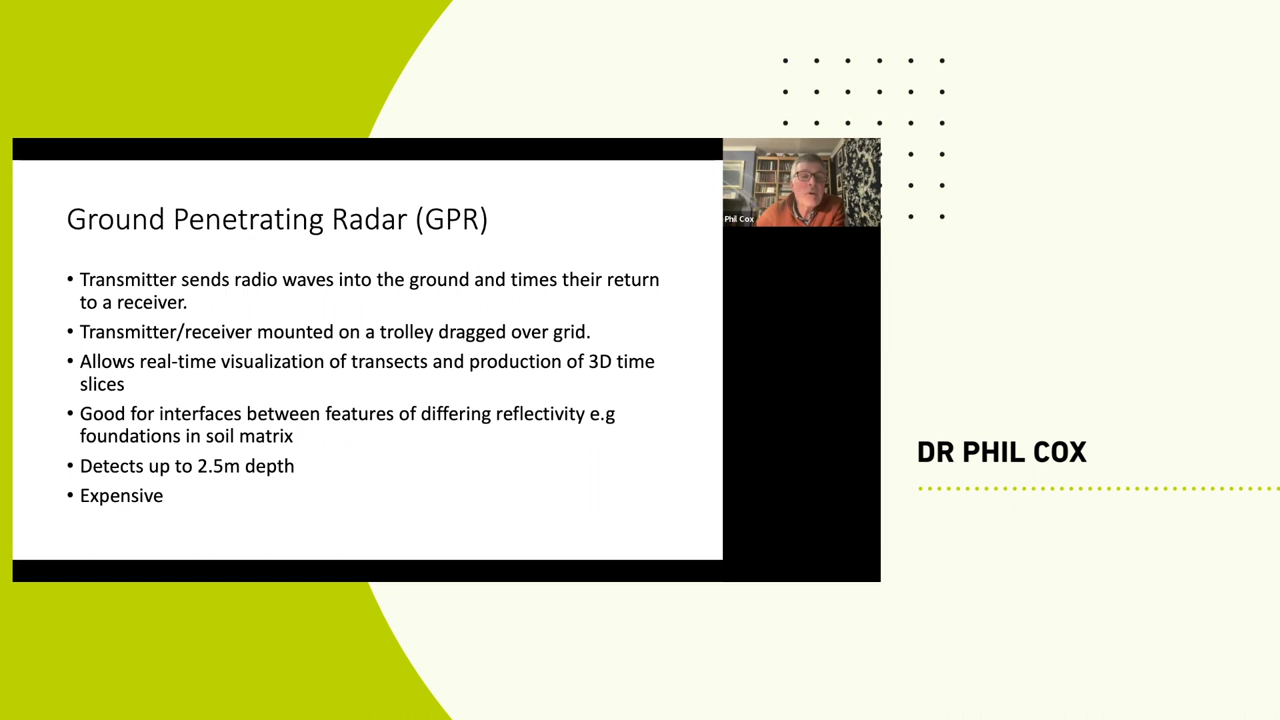 Ground Penetrating Radar (GPR)
• Transmitter sends radio waves into the ground and times their return
to a receiver.
• Transmitter/receiver mounted on a trolley dragged over grid.
• Allows real-time visualization of transects and production of 3D time
slices
• Good for interfaces between features of differing reflectivity e.g
foundations in soil matrix
• Detects up to 2.5m depth
• Expensive
Phil Cox
DR PHIL COX